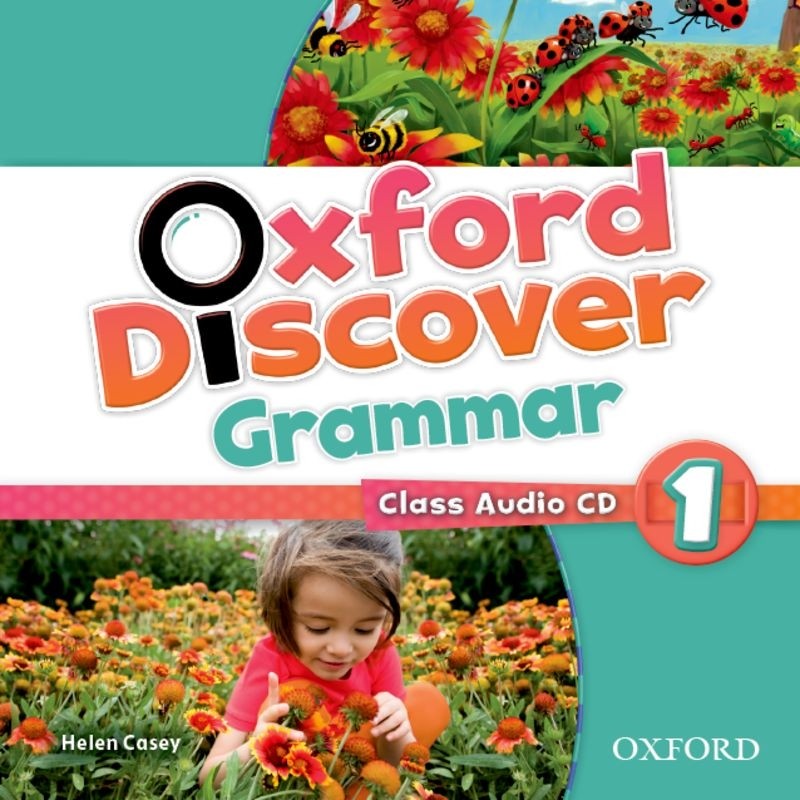 Oxford
Discover
Grammar
Class Audio CD 1
Helen Casey
OXFORD